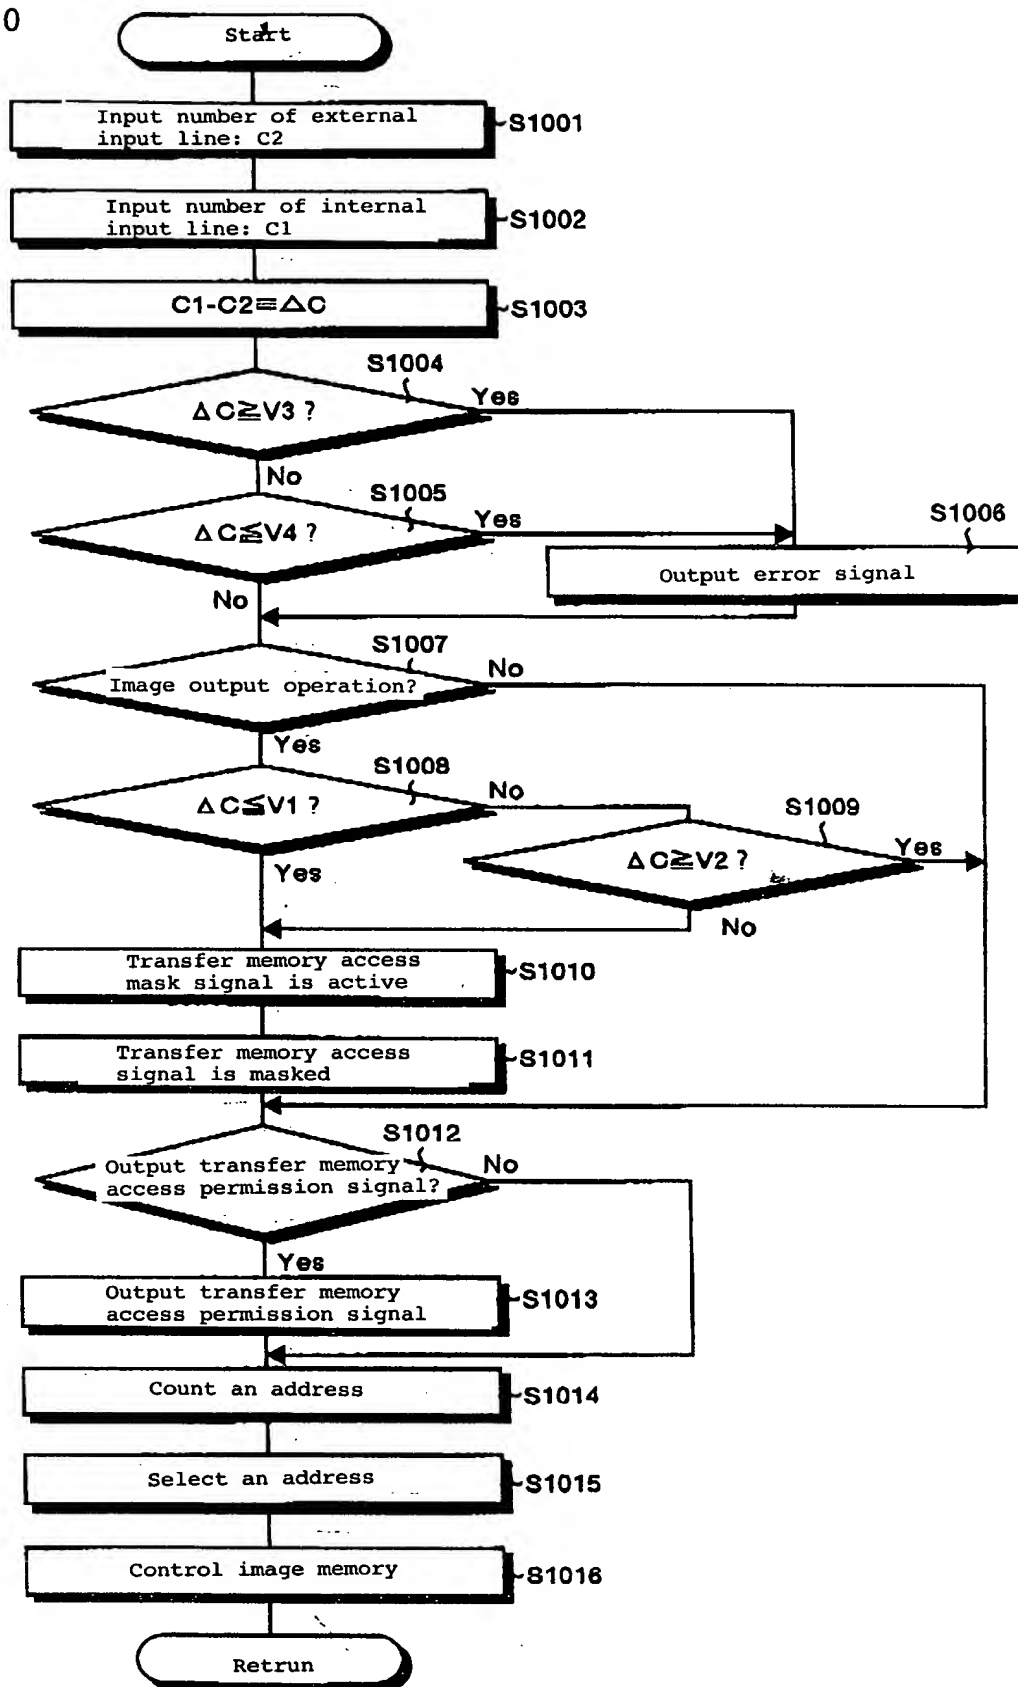 0
Start
Input number of external
input line: C2
S1001
Input number of internal
input line: C1
S1002
C1-C2≡ΔC
S1003
S1004
ΔC≧V3 ?
Yes
No
S1005
ΔC≦V4 ?
Yes
No
S1006
Output error signal
S1007
Image output operation?
No
Yes
S1008
ΔC≦V1 ?
No
Yes
S1009
ΔC≧V2 ?
Yes
No
Transfer memory access
mask signal is active
S1010
Transfer memory access
signal is masked
S1011
S1012
Output transfer memory
access permission signal?
No
Yes
Output transfer memory
access permission signal
S1013
Count an address
S1014
Select an address
S1015
Control image memory
S1016
Retrun